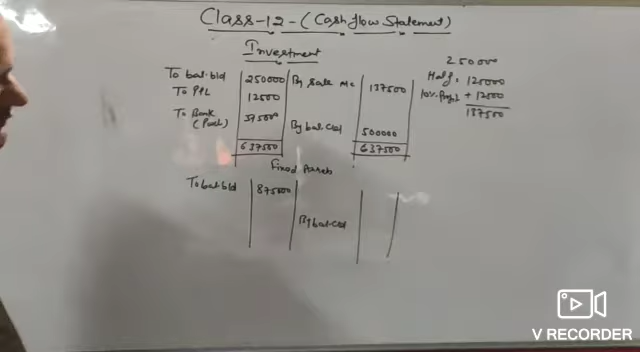 Class-12-(Cash flow Statement)
Investment
To bal.b/d 250000 By sale A/c 137500
To P/L 12500
To Bank 375000
(Purch) By bal.c/d 500000
637500 637500
250000
Half = 125000
10% Profit + 12500
137500
Fixed Assets
To bal.b/d 875000
By bal.c/d
V RECORDER